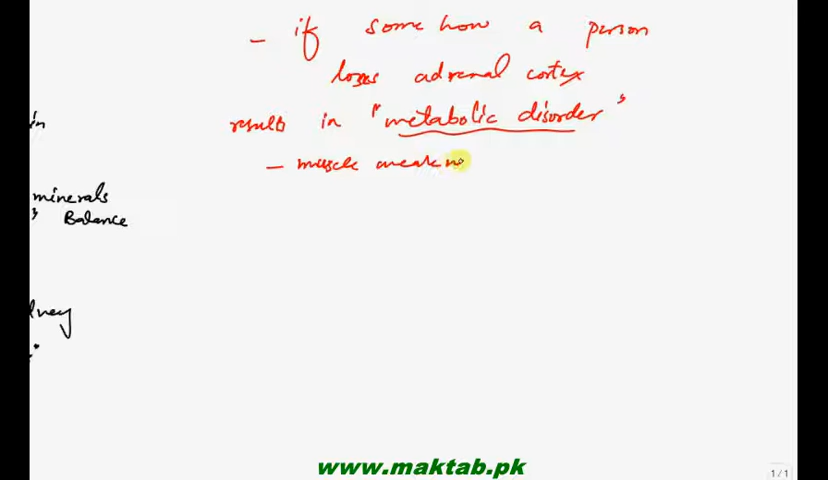 - if some how a person
loses adrenal cortex
results in "metabolic disorder"
- muscle weakn
minerals
Balance
www.maktab.pk
1/1